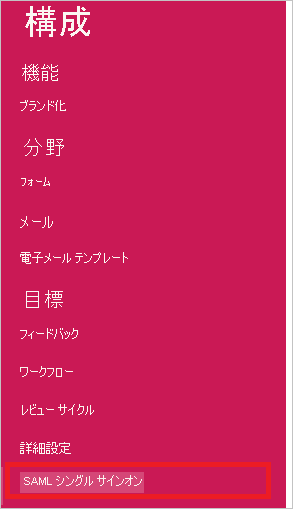 構成
機能
ブランド化
分野
フォーム
メール
電子メール テンプレート
目標
フィードバック
ワークフロー
レビュー サイクル
詳細設定
SAML シングル サインオン